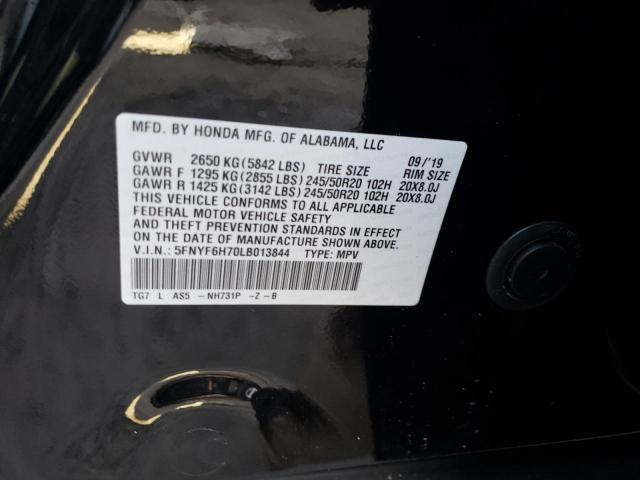 MFD. BY HONDA MFG. OF ALABAMA, LLC 09/'19
GVWR 2650 KG(5842 LBS) TIRE SIZE RIM SIZE
GAWR F 1295 KG(2855 LBS)245/50R20 102H 20X8.0J
GAWR R 1425 KG(3142 LBS)245/50R20 102H 20X8.0J
THIS VEHICLE CONFORMS TO ALL APPLICABLE
FEDERAL MOTOR VEHICLE SAFETY
AND THEFT PREVENTION STANDARDS IN EFFECT
ON THE DATE OF MANUFACTURE SHOWN ABOVE.
V.I.N.: 5FNYF6H70LB013844 TYPE: MPV
TG7 L AS5 -NH731P -Z -B